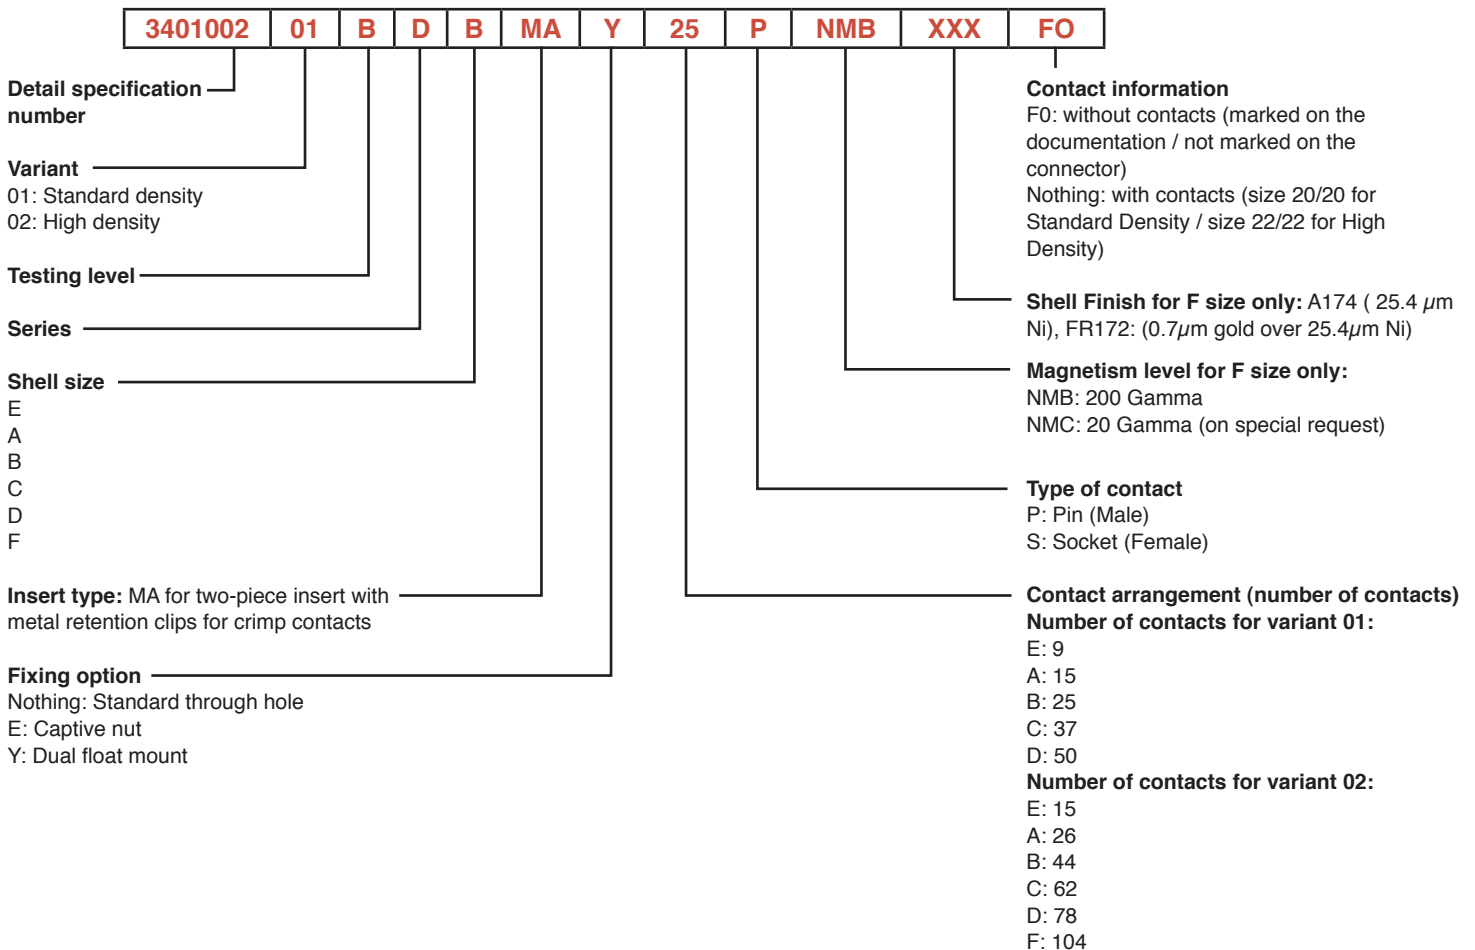 3401002 01 B D B MA Y 25 P NMB XXX FO
Detail specification
number
Variant
01: Standard density
02: High density
Testing level
Series
Shell size
E
A
B
C
D
F
Insert type: MA for two-piece insert with
metal retention clips for crimp contacts
Fixing option
Nothing: Standard through hole
E: Captive nut
Y: Dual float mount
Contact information
F0: without contacts (marked on the
documentation / not marked on the
connector)
Nothing: with contacts (size 20/20 for
Standard Density / size 22/22 for High
Density)
Shell Finish for F size only: A174 ( 25.4 µm
Ni), FR172: (0.7µm gold over 25.4µm Ni)
Magnetism level for F size only:
NMB: 200 Gamma
NMC: 20 Gamma (on special request)
Type of contact
P: Pin (Male)
S: Socket (Female)
Contact arrangement (number of contacts)
Number of contacts for variant 01:
E: 9
A: 15
B: 25
C: 37
D: 50
Number of contacts for variant 02:
E: 15
A: 26
B: 44
C: 62
D: 78
F: 104